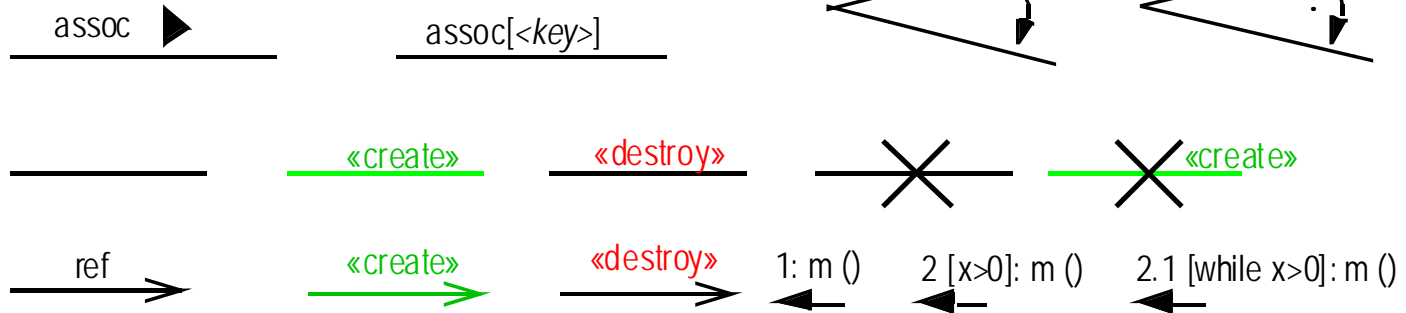 assoc
assoc[<key>]
«create» «destroy» «create»
ref «create» «destroy» 1: m () 2 [x>0]: m () 2.1 [while x>0]: m ()